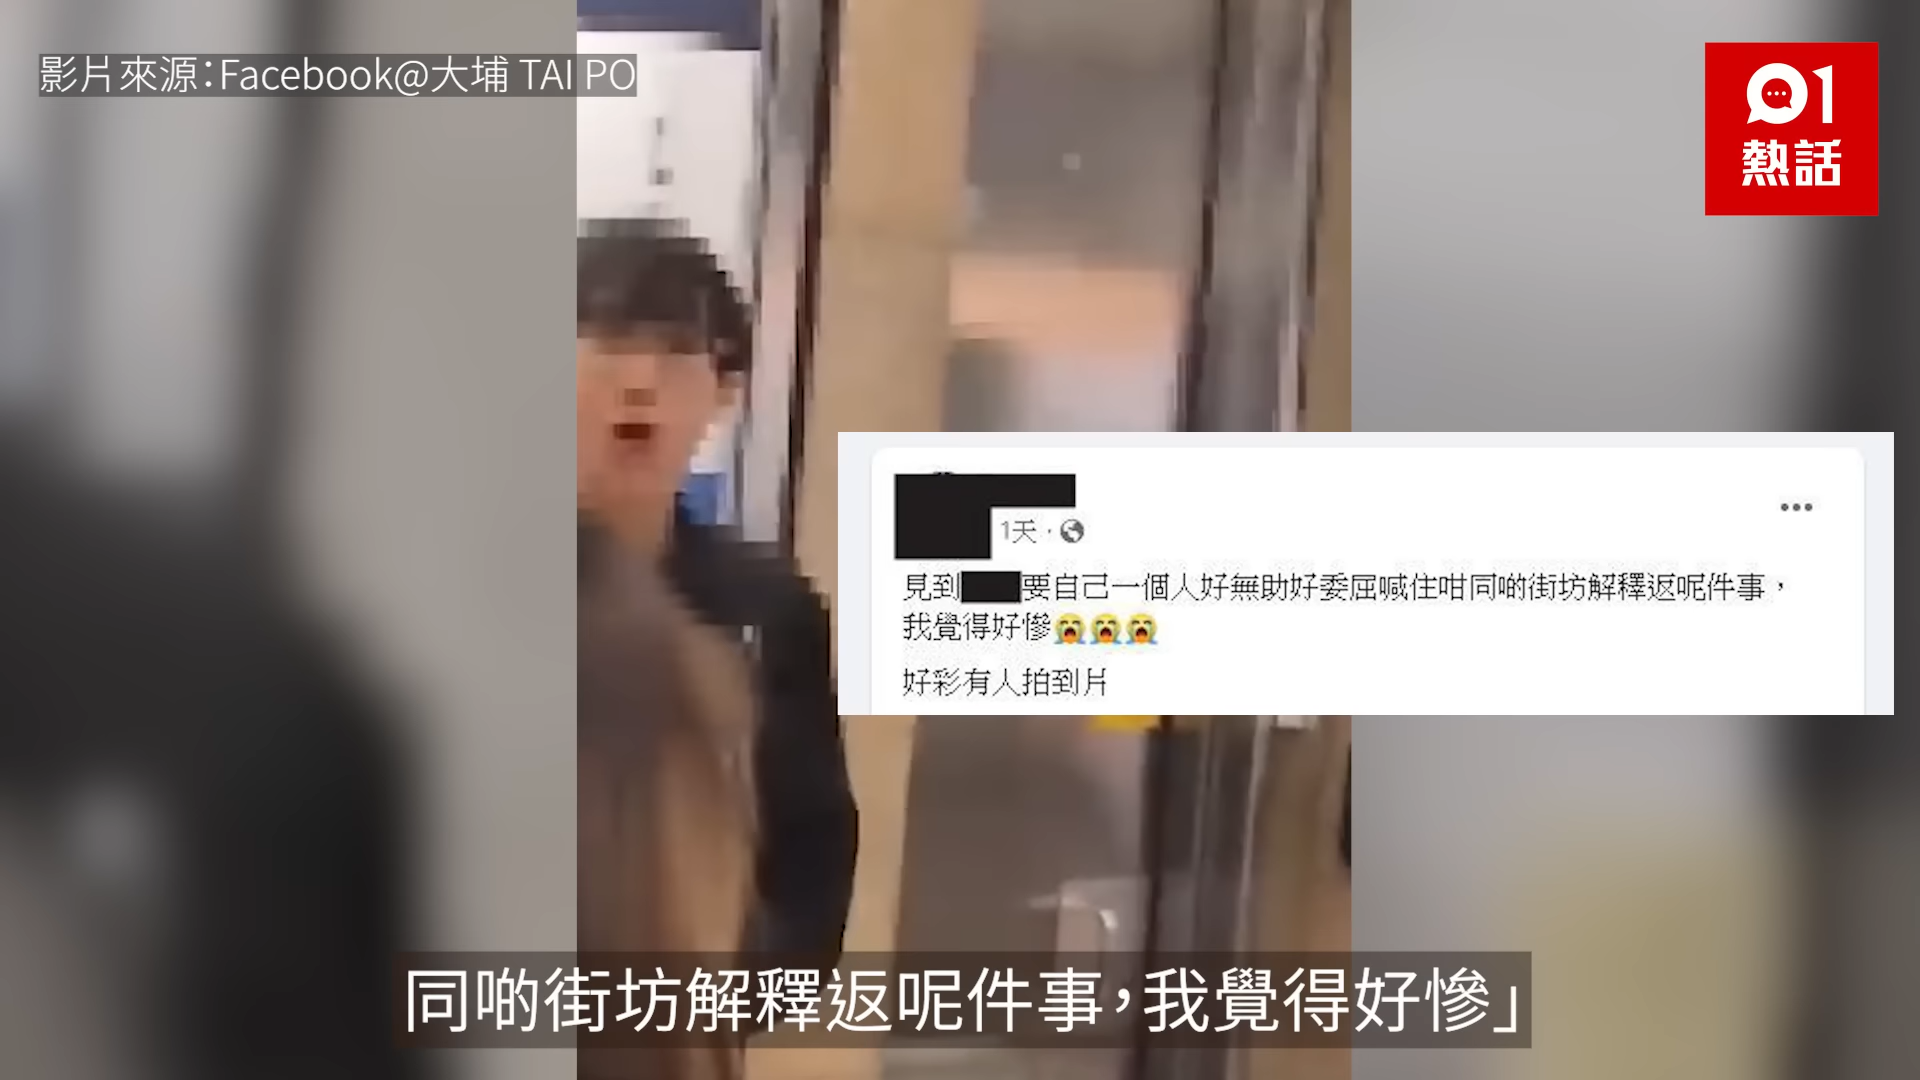 影片來源：Facebook@大埔 TAI PO
01
熱話
1天 ·
見到 要自己一個人好無助好委屈喊住咁同啲街坊解釋返呢件事，
我覺得好慘😭😭😭
好彩有人拍到片
同啲街坊解釋返呢件事，我覺得好慘」